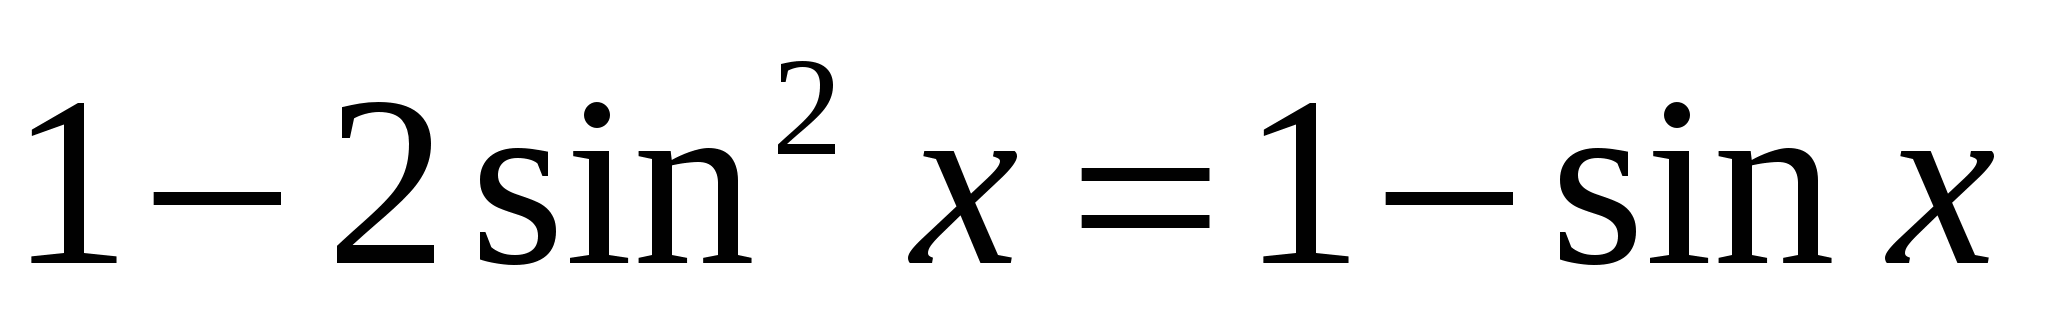 1 − 2 sin² x = 1 − sin x